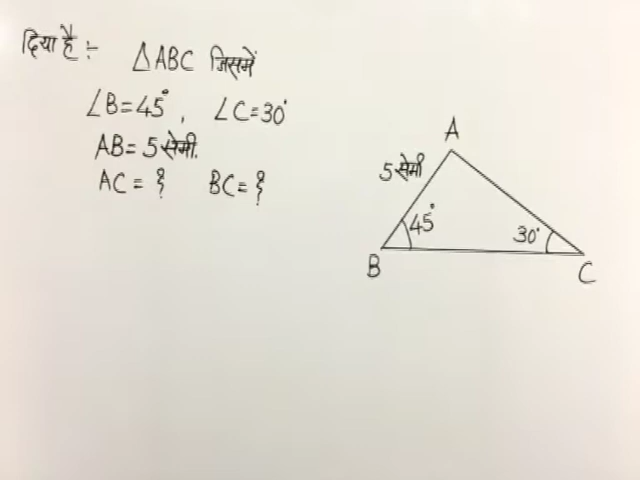 दिया है :- △ABC जिसमें
∠B=45°, ∠C=30°
AB= 5 सेमी.
AC = ? BC= ?
A
5 सेमी
45°
30°
B
C